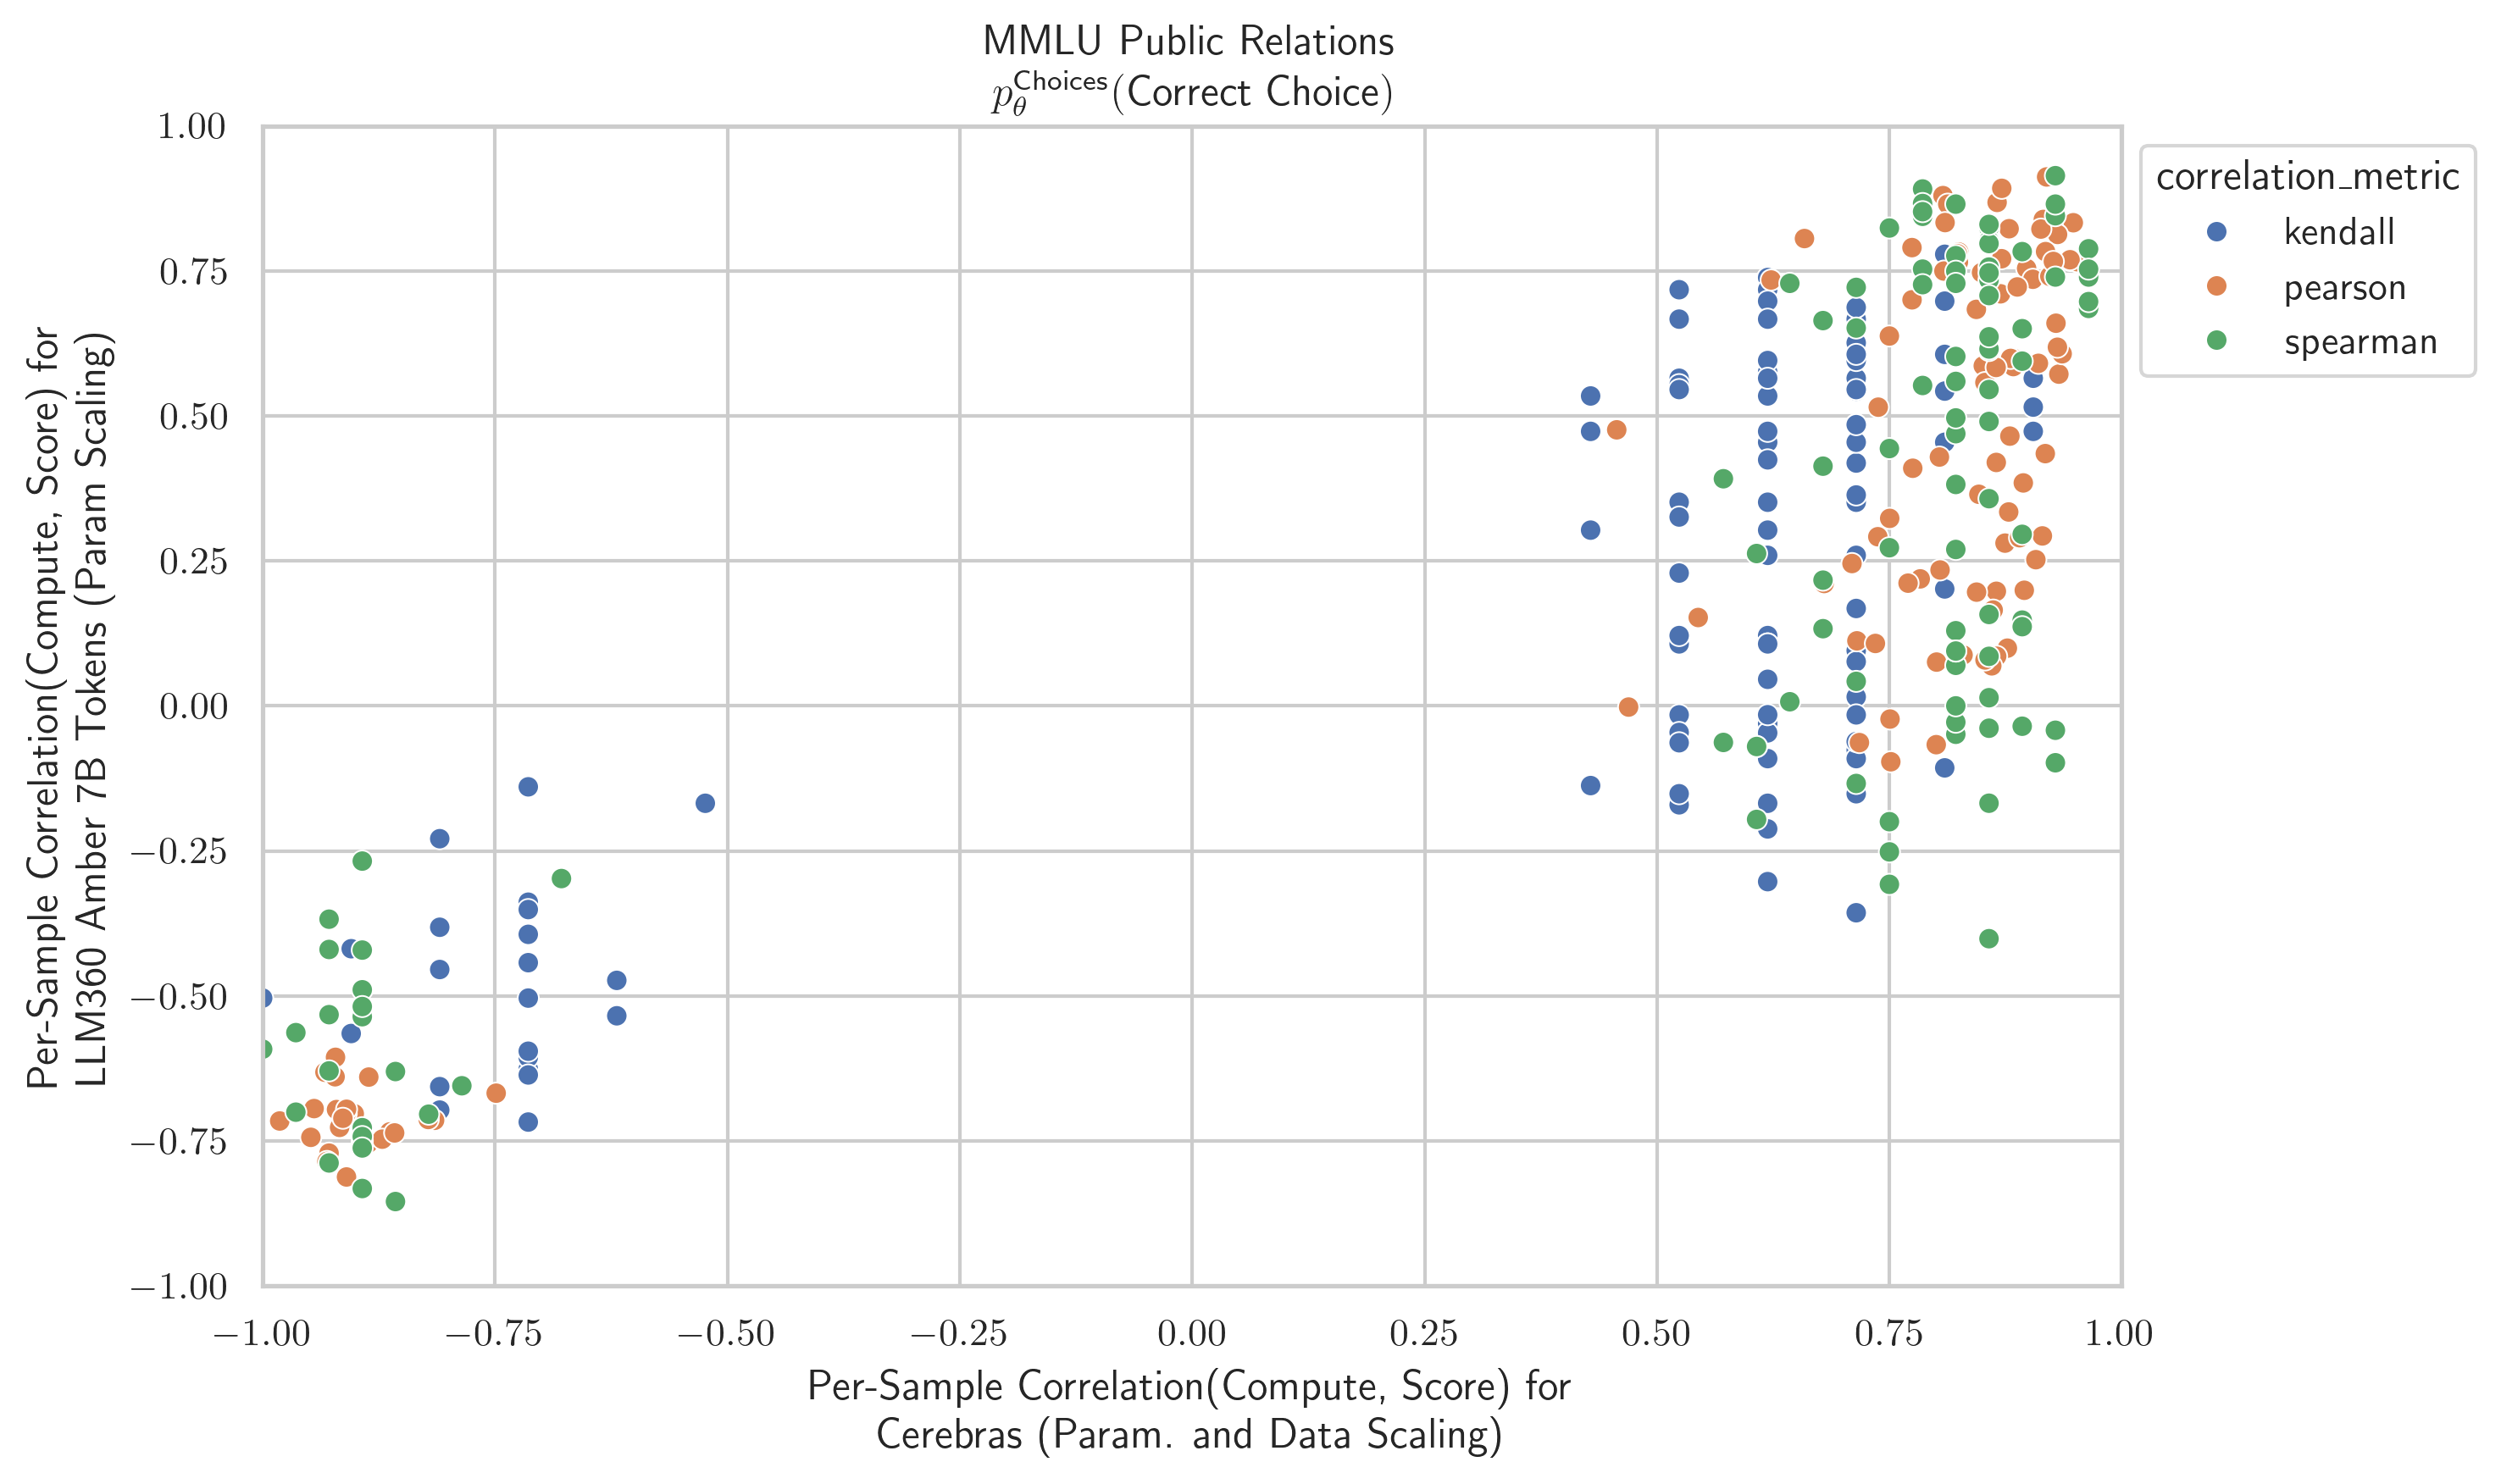 MMLU Public Relations
p_θ^Choices(Correct Choice)
1.00
0.75
0.50
0.25
0.00
−0.25
−0.50
−0.75
−1.00
Per-Sample Correlation(Compute, Score) for
LLM360 Amber 7B Tokens (Param Scaling)
correlation_metric
kendall
pearson
spearman
−1.00 −0.75 −0.50 −0.25 0.00 0.25 0.50 0.75 1.00
Per-Sample Correlation(Compute, Score) for
Cerebras (Param. and Data Scaling)